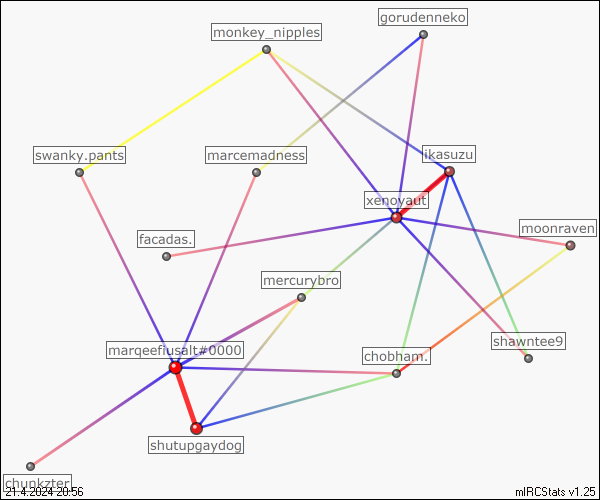 gorudenneko
monkey_nipples
swanky.pants
marcemadness
ikasuzu
xenoyaut
moonraven
facadas.
mercurybro
shawntee9
marqeefiusalt#0000
chobham.
shutupgaydog
chunkzter
21.4.2024 20:56
mIRCStats v1.25